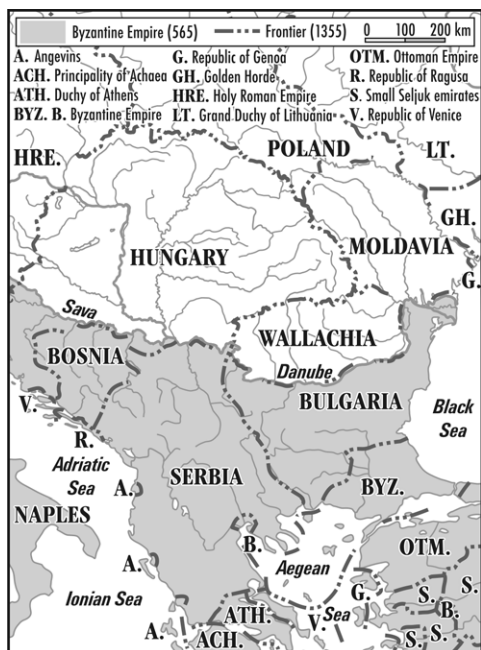 Byzantine Empire (565) Frontier (1355) 0 100 200 km
A. Angevins G. Republic of Genoa OTM. Ottoman Empire
ACH. Principality of Achaea GH. Golden Horde R. Republic of Ragusa
ATH. Duchy of Athens HRE. Holy Roman Empire S. Small Seljuk emirates
BYZ. B. Byzantine Empire LT. Grand Duchy of Lithuania V. Republic of Venice
HRE. POLAND LT.
GH.
MOLDAVIA
HUNGARY
G.
Sava
WALLACHIA
BOSNIA
Danube
BULGARIA
V.
Black
Sea
R.
Adriatic
Sea
SERBIA
A.
BYZ.
NAPLES
B.
OTM.
A.
Aegean
Sea
G.
S.
S.
B.
Ionian Sea
ATH.
V.
A.
ACH.
S.
S.